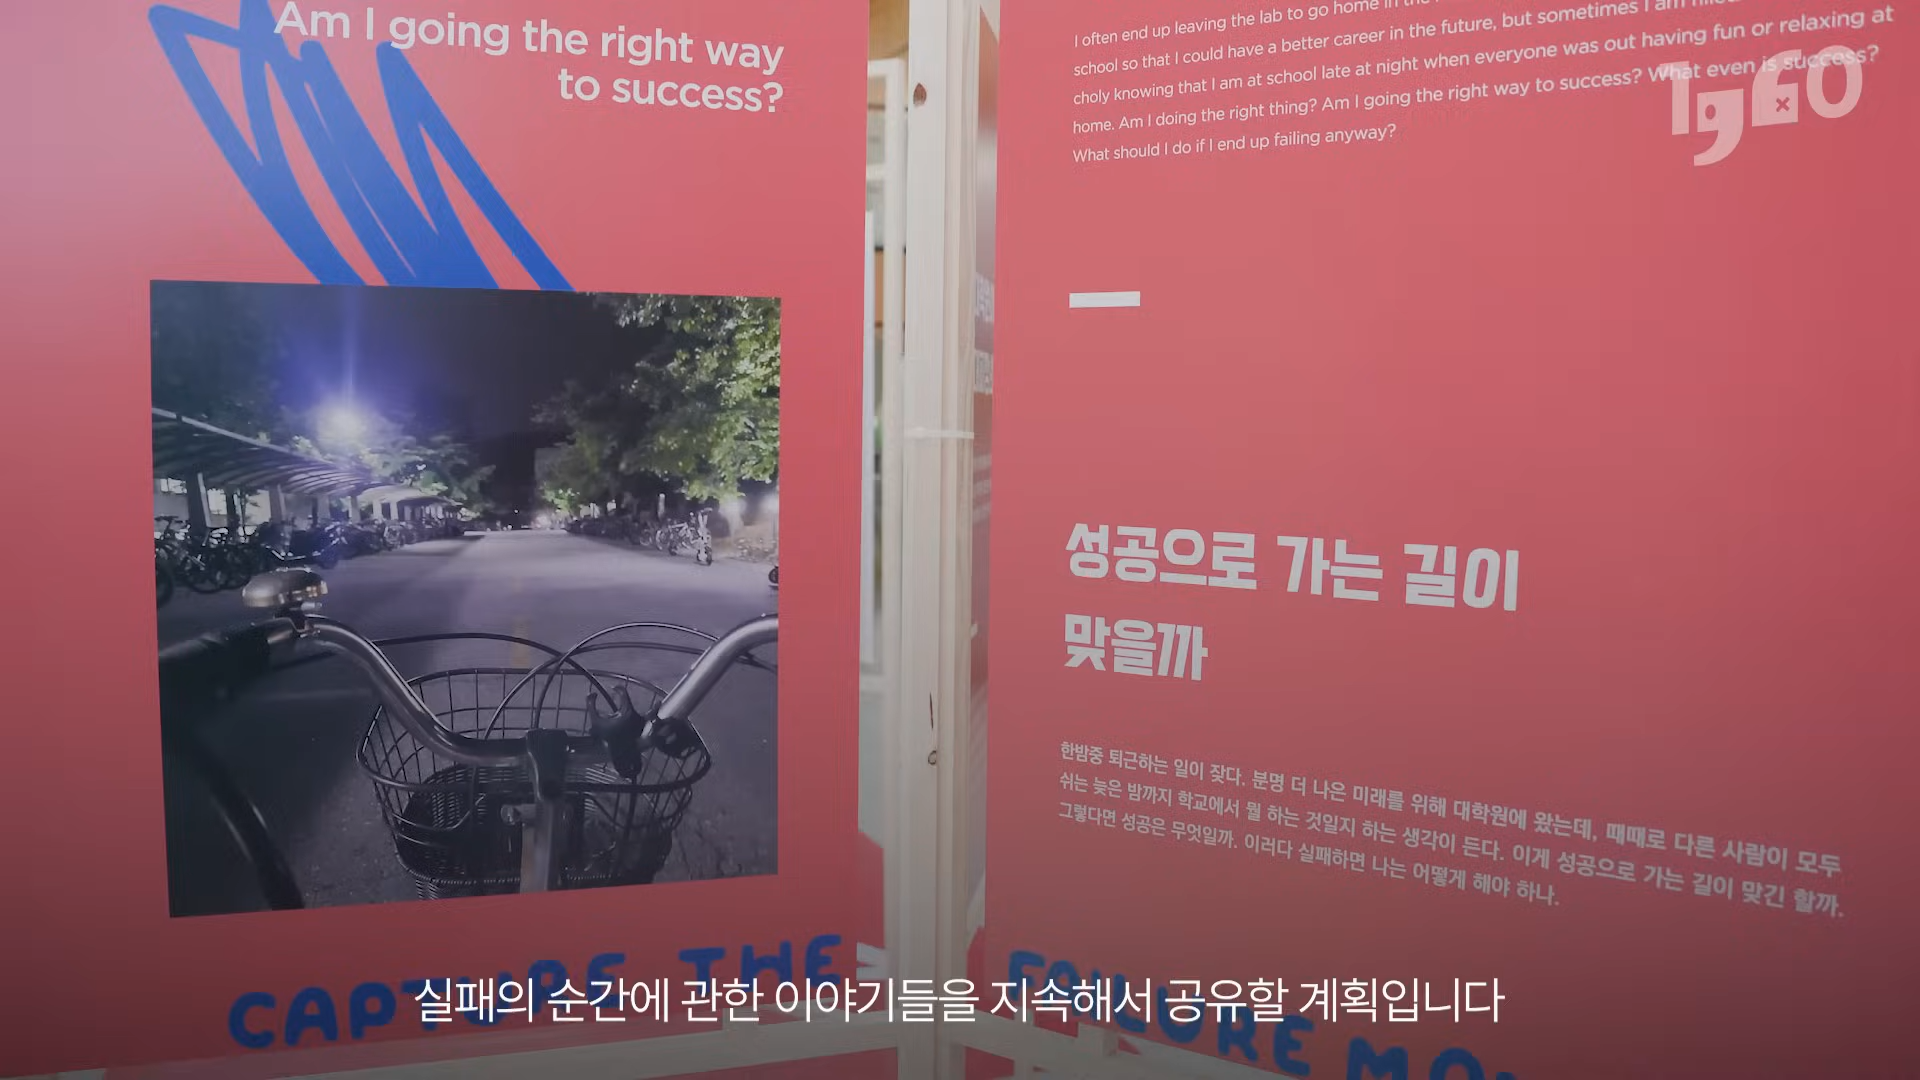 Am I going the right way
to success?
CAPTURE THE
I often end up leaving the lab to go home in the
school so that I could have a better career in the future, but sometimes I am
choly knowing that I am at school late at night when everyone was out having fun or relaxing at
home. Am I doing the right thing? Am I going the right way to success? What even is success?
What should I do if I end up failing anyway?
성공으로 가는 길이
맞을까
한밤중 퇴근하는 일이 잦다. 분명 더 나은 미래를 위해 대학원에 왔는데, 때때로 다른 사람이 모두
쉬는 늦은 밤까지 학교에서 뭘 하는 것일지 하는 생각이 든다. 이게 성공으로 가는 길이 맞긴 할까.
그렇다면 성공은 무엇일까. 이러다 실패하면 나는 어떻게 해야 하나.
FAILURE
실패의 순간에 관한 이야기들을 지속해서 공유할 계획입니다